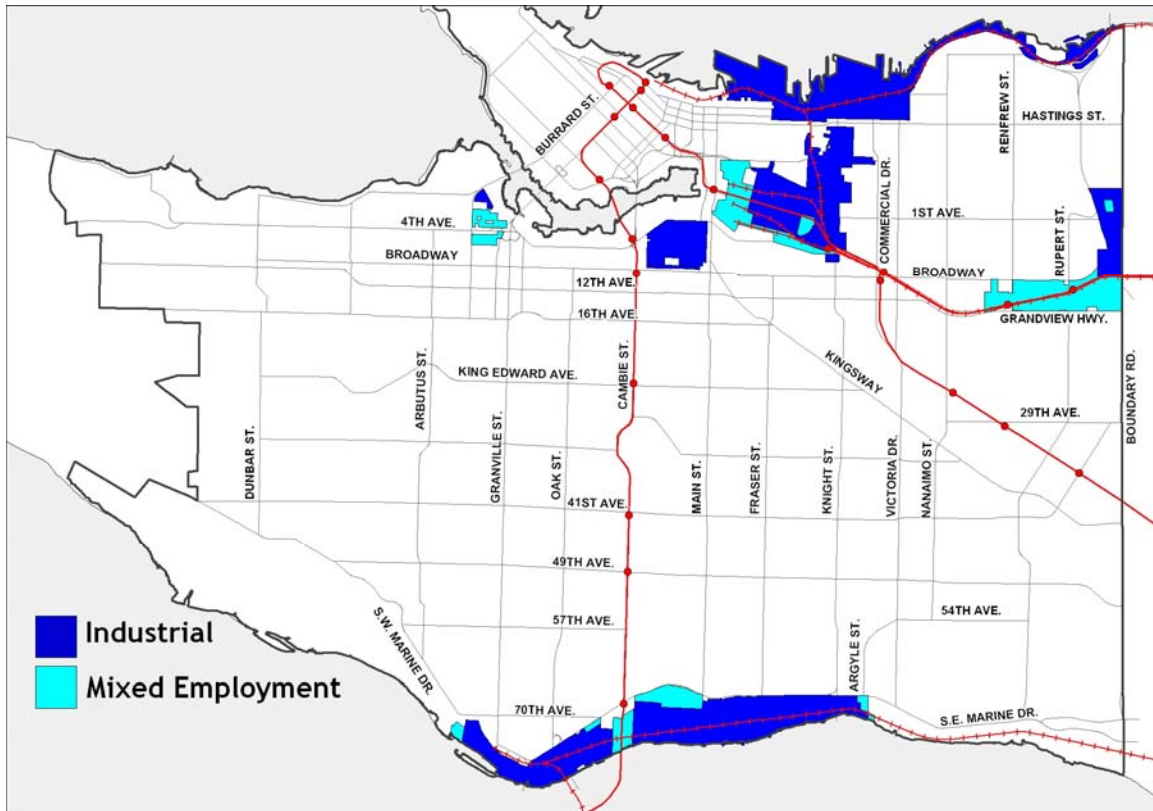 BURRARD ST.
RENFREW ST.
HASTINGS ST.
COMMERCIAL DR.
4TH AVE.
1ST AVE.
RUPERT ST.
BROADWAY
BROADWAY
12TH AVE.
16TH AVE.
GRANDVIEW HWY.
CAMBIE ST.
KINGSWAY
BOUNDARY RD.
ARBUTUS ST.
KING EDWARD AVE.
29TH AVE.
DUNBAR ST.
GRANVILLE ST.
OAK ST.
MAIN ST.
FRASER ST.
KNIGHT ST.
VICTORIA DR.
NANAIMO ST.
41ST AVE.
49TH AVE.
57TH AVE.
54TH AVE.
S.W. MARINE DR.
ARGYLE ST.
Industrial
Mixed Employment
70TH AVE.
S.E. MARINE DR.